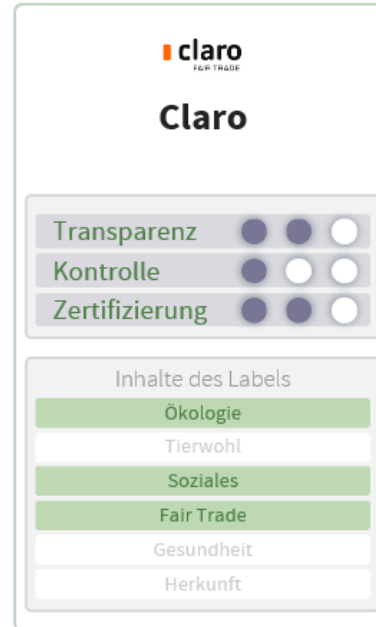 claro
FAIR TRADE
Claro
Transparenz
Kontrolle
Zertifizierung
Inhalte des Labels
Ökologie
Tierwohl
Soziales
Fair Trade
Gesundheit
Herkunft